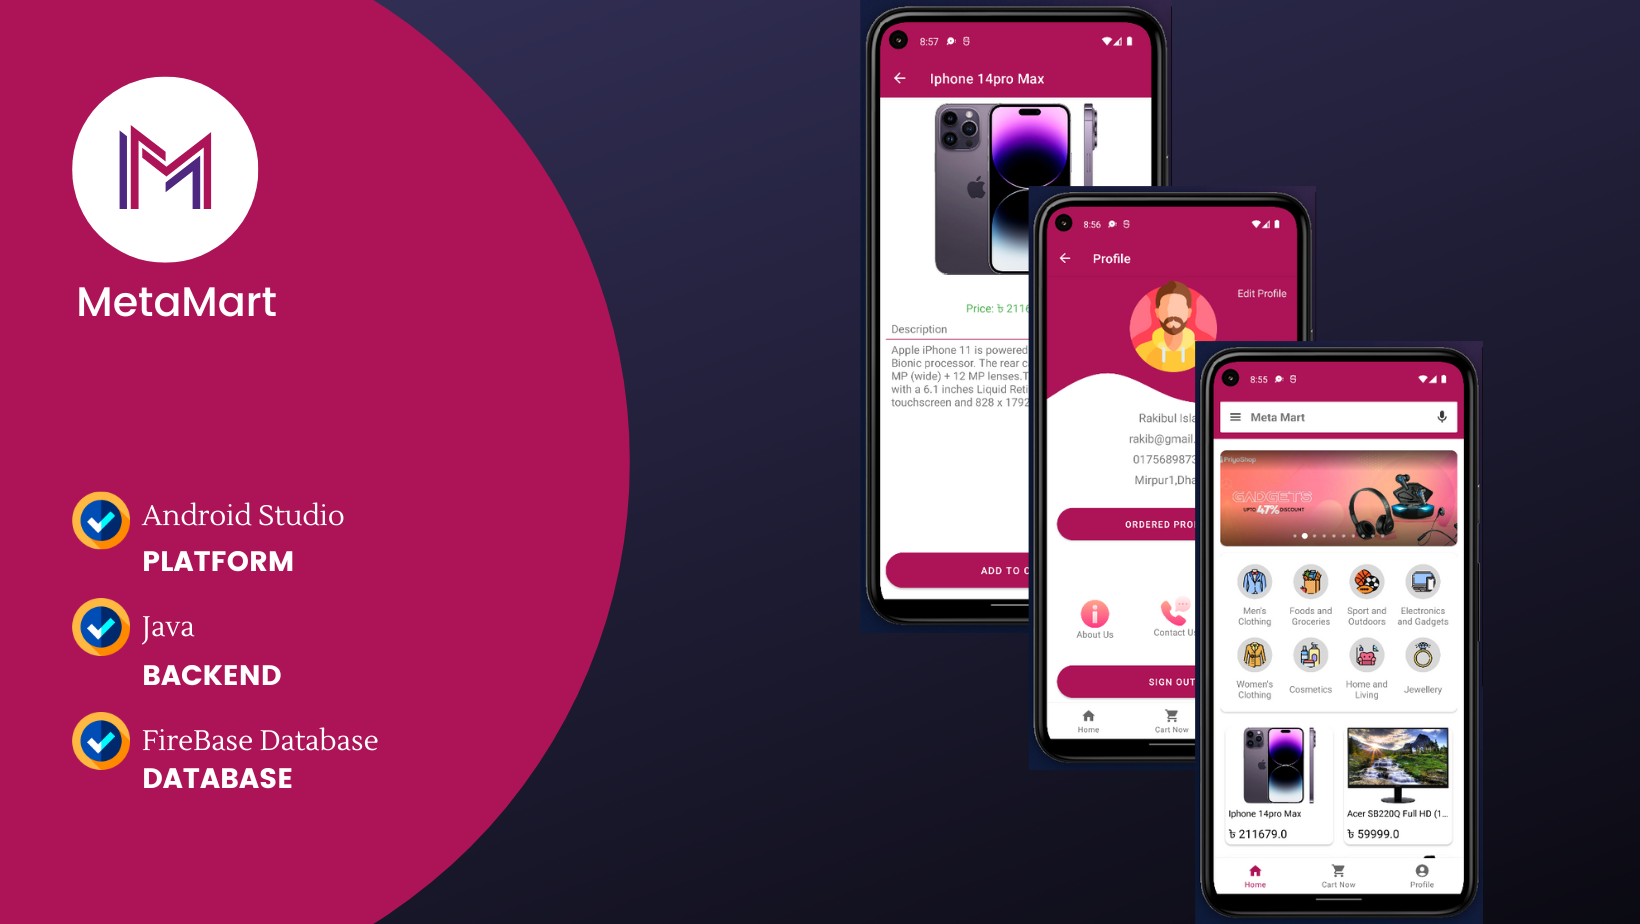 MetaMart
Android Studio
PLATFORM
Java
BACKEND
FireBase Database
DATABASE
8:57
Iphone 14pro Max
Price: ৳ 2116
Description
Apple iPhone 11 is powered
Bionic processor. The rear c
MP (wide) + 12 MP lenses.T
with a 6.1 inches Liquid Reti
touchscreen and 828 x 1792
ADD TO C
8:56
Profile
Edit Profile
Rakibul Isla
rakib@gmail.
0175689873
Mirpur1,Dha
ORDERED PRO
About Us
Contact Us
SIGN OUT
Home
Cart Now
8:55
Meta Mart
PriyoShop
GADGETS
UPTO 47% DISCOUNT
Men's Clothing
Foods and Groceries
Sport and Outdoors
Electronics and Gadgets
Women's Clothing
Cosmetics
Home and Living
Jewellery
Iphone 14pro Max
৳ 211679.0
Acer SB220Q Full HD (1...
৳ 59999.0
Home
Cart Now
Profile